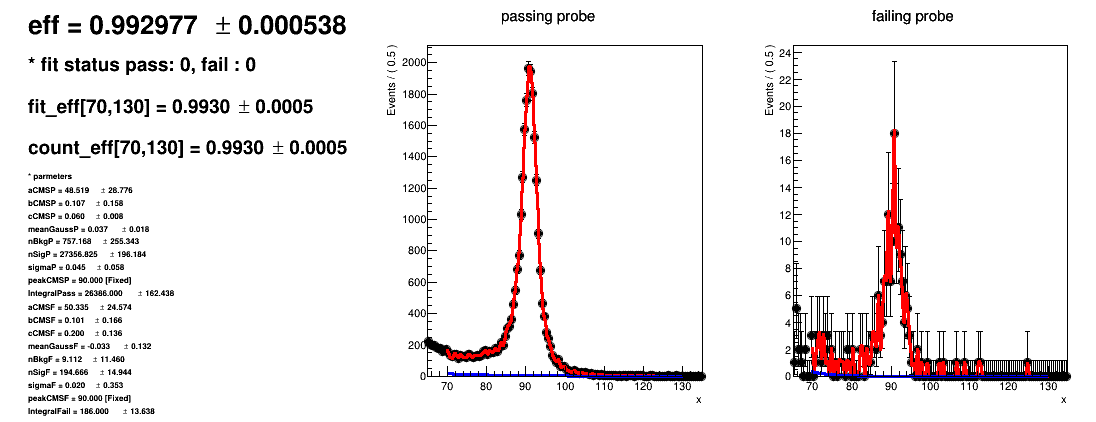 eff = 0.992977 ± 0.000538
* fit status pass: 0, fail : 0
fit_eff[70,130] = 0.9930 ± 0.0005
count_eff[70,130] = 0.9930 ± 0.0005
* parmeters
aCMSP = 48.519 ± 28.776
bCMSP = 0.107 ± 0.158
cCMSP = 0.060 ± 0.008
meanGaussP = 0.037 ± 0.018
nBkgP = 757.168 ± 255.343
nSigP = 27356.825 ± 196.184
sigmaP = 0.045 ± 0.058
peakCMSP = 90.000 [Fixed]
IntegralPass = 26386.000 ± 162.438
aCMSF = 50.335 ± 24.574
bCMSF = 0.101 ± 0.166
cCMSF = 0.200 ± 0.136
meanGaussF = -0.033 ± 0.132
nBkgF = 9.112 ± 11.460
nSigF = 194.666 ± 14.944
sigmaF = 0.020 ± 0.353
peakCMSF = 90.000 [Fixed]
IntegralFail = 186.000 ± 13.638
passing probe
Events / ( 0.5 )
2000
1800
1600
1400
1200
1000
800
600
400
200
0
70 80 90 100 110 120 130
x
failing probe
Events / ( 0.5 )
24
22
20
18
16
14
12
10
8
6
4
2
0
70 80 90 100 110 120 130
x